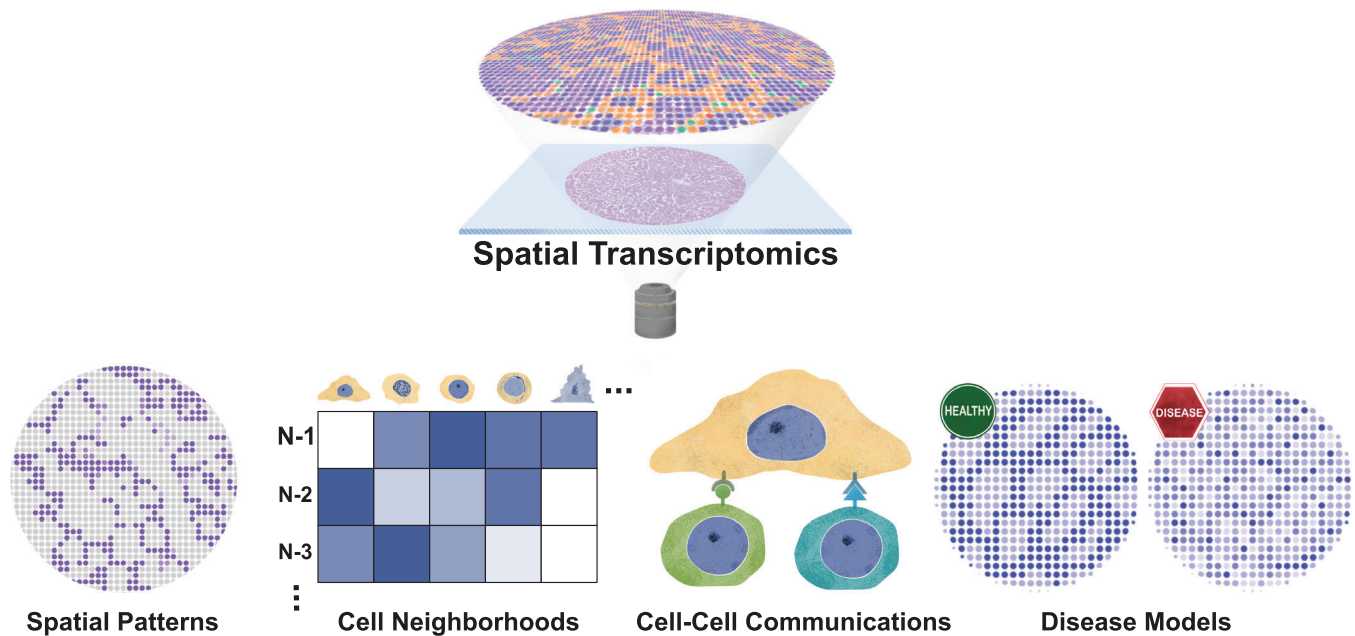 Spatial Transcriptomics
...
N-1
N-2
N-3
⋮
HEALTHY
DISEASE
Spatial Patterns
Cell Neighborhoods
Cell-Cell Communications
Disease Models